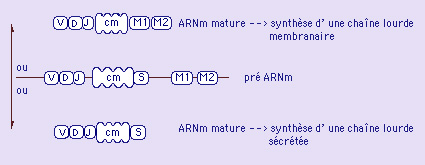 V D J cm M1 M2 ARNm mature --> synthèse d' une chaîne lourde
membranaire
ou
V D J cm S M1 M2 pré ARNm
ou
V D J cm S ARNm mature --> synthèse d' une chaîne lourde
sécrétée